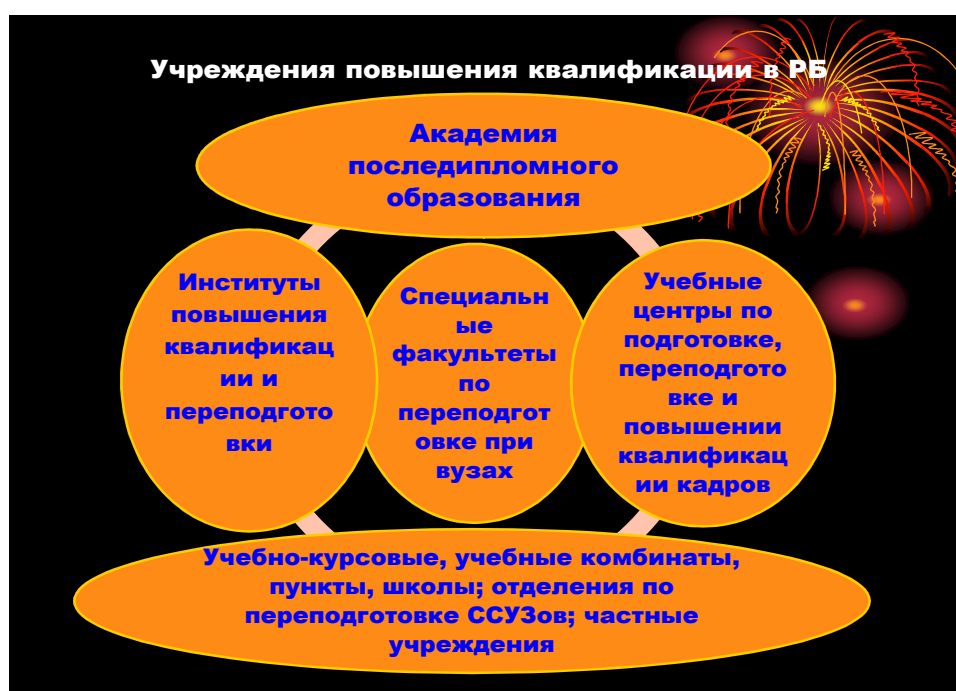 Учреждения повышения квалификации в РБ
Академия
последипломного
образования
Институты
повышения
квалификац
ии и
переподгото
вки
Специальн
ые
факультеты
по
переподгот
овке при
вузах
Учебные
центры по
подготовке,
переподгото
вке и
повышении
квалификац
ии кадров
Учебно-курсовые, учебные комбинаты,
пункты, школы; отделения по
переподготовке ССУЗов; частные
учреждения